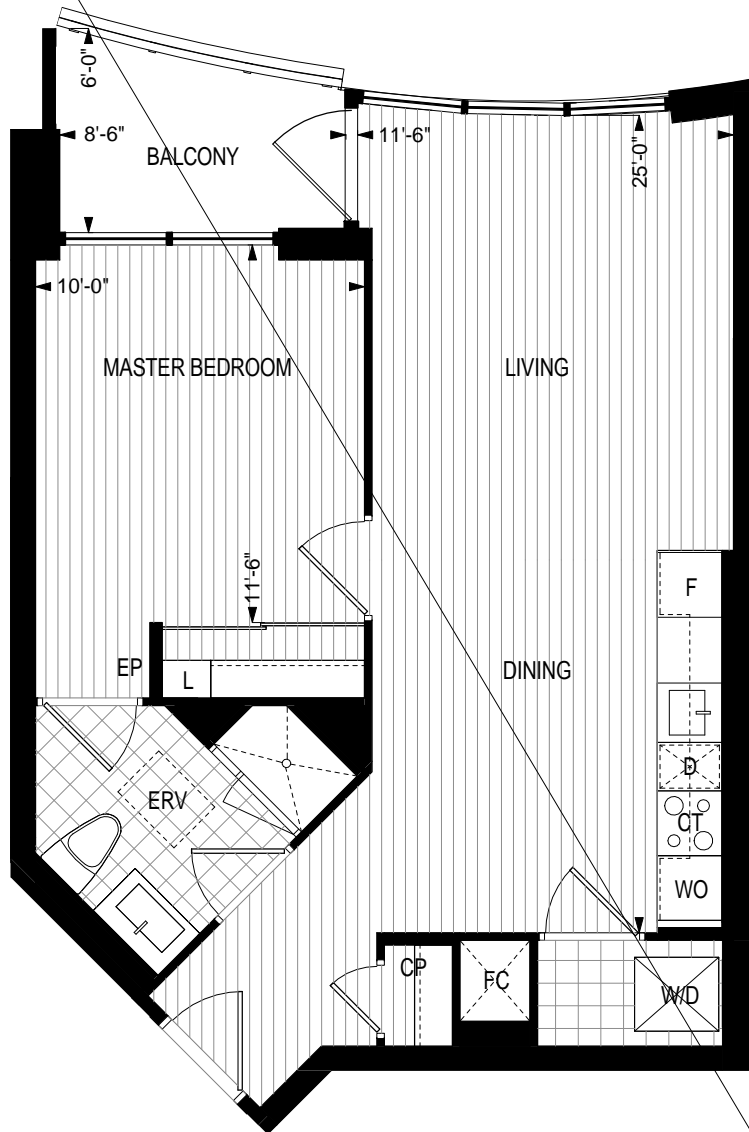 6'-0"
8'-6"
BALCONY
11'-6"
25'-0"
10'-0"
MASTER BEDROOM
LIVING
11'-6"
F
EP
L
DINING
D
ERV
CT
WO
CP
FC
W/D